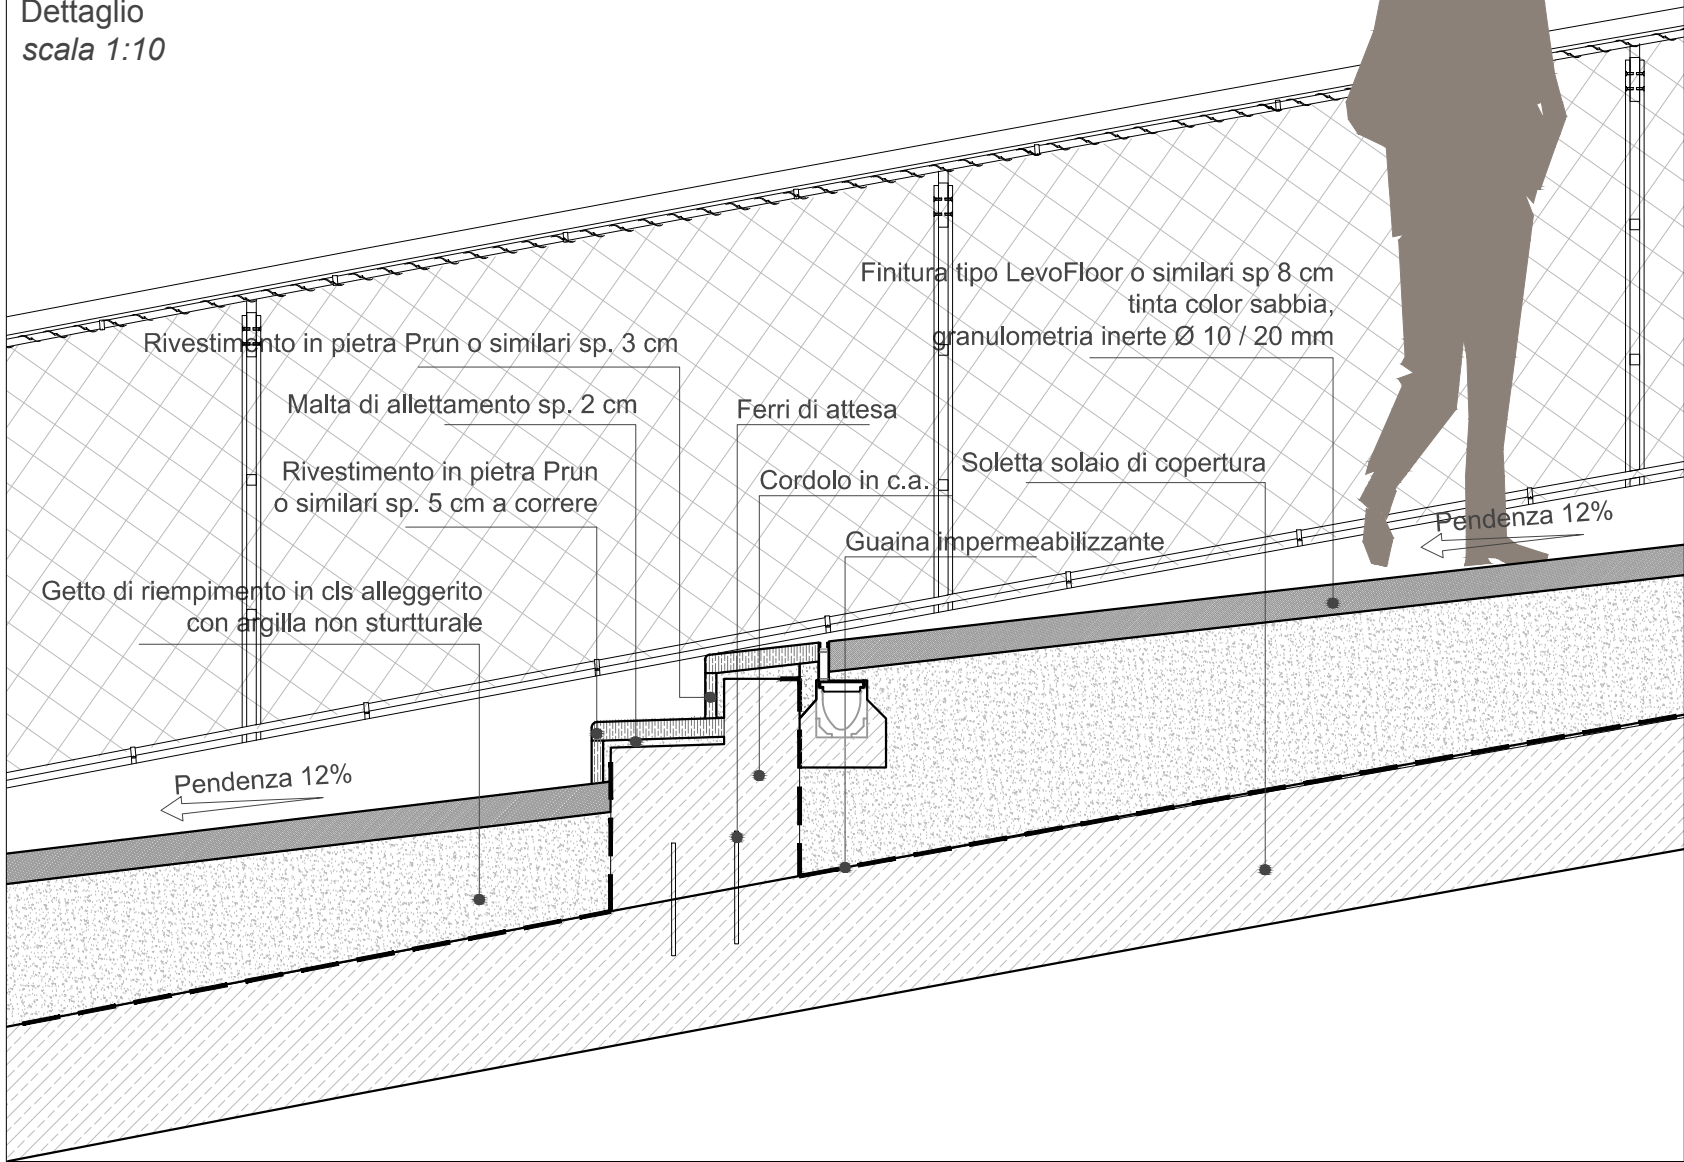 Dettaglio
scala 1:10
Finitura tipo LevoFloor o similari sp 8 cm
tinta color sabbia,
granulometria inerte Ø 10 / 20 mm
Rivestimento in pietra Prun o similari sp. 3 cm
Malta di allettamento sp. 2 cm
Ferri di attesa
Rivestimento in pietra Prun
o similari sp. 5 cm a correre
Cordolo in c.a.
Soletta solaio di copertura
Pendenza 12%
Guaina impermeabilizzante
Getto di riempimento in cls alleggerito
con argilla non sturtturale
Pendenza 12%